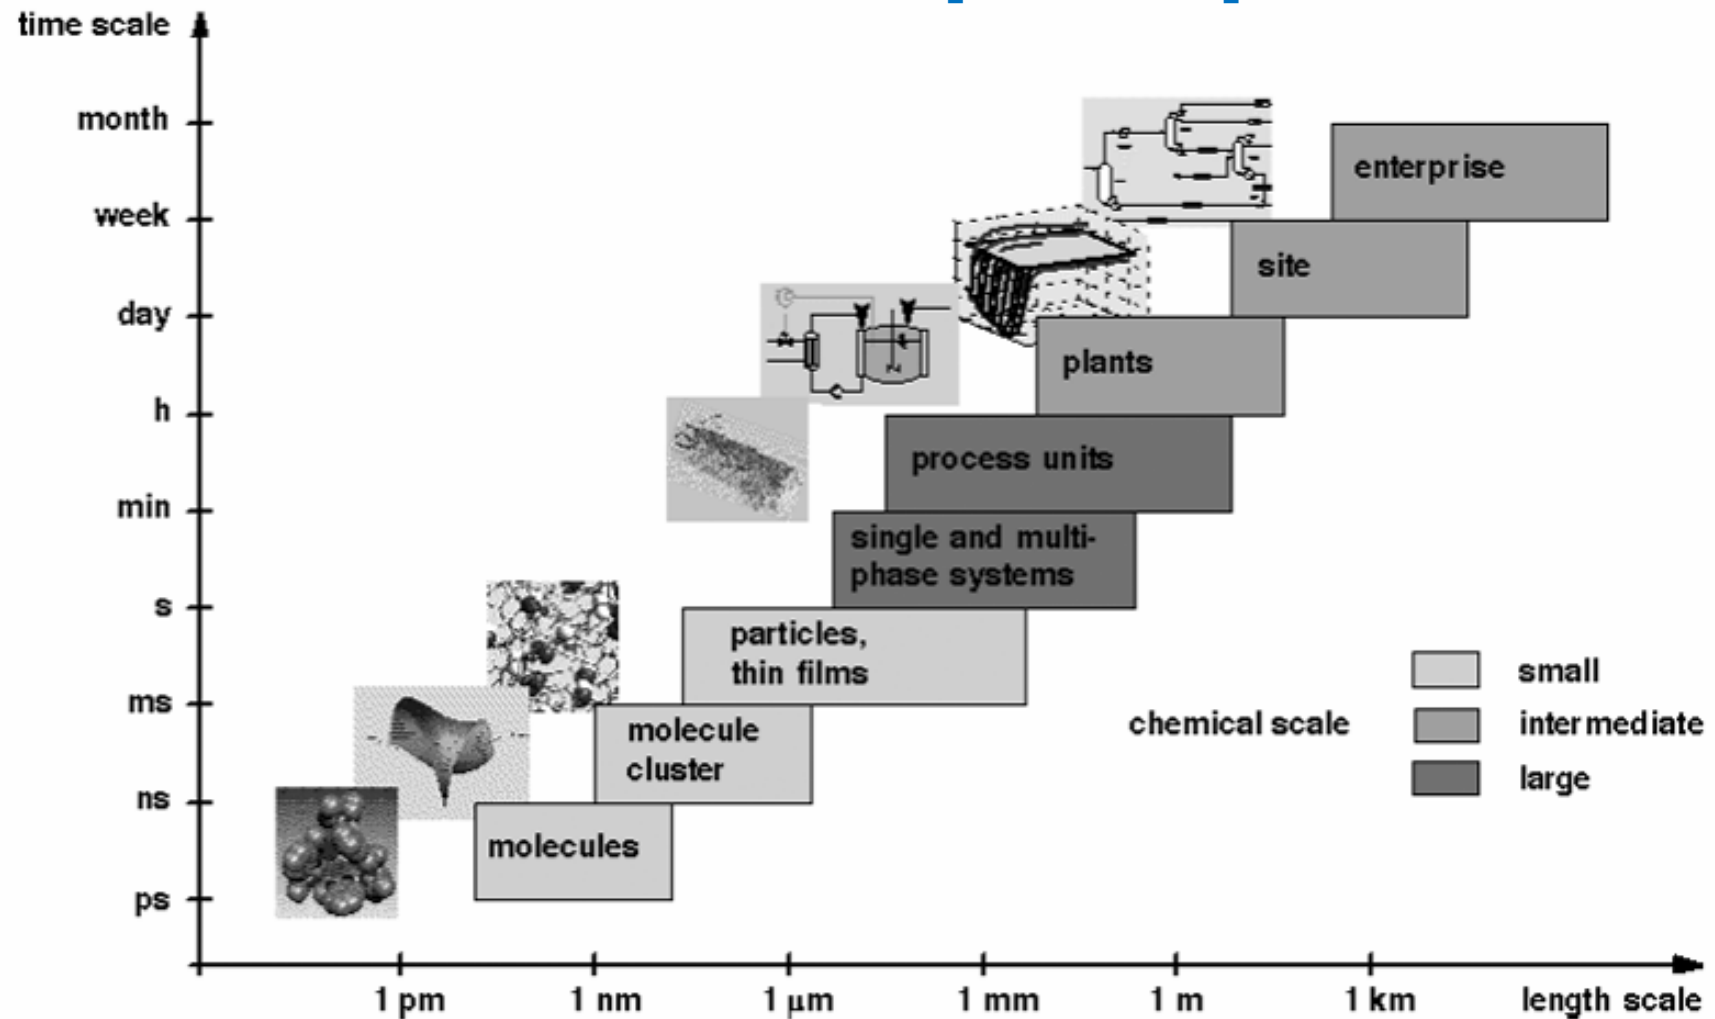 time scale
month
week
day
h
min
s
ms
ns
ps
enterprise
site
plants
process units
single and multi-
phase systems
particles,
thin films
molecule
cluster
molecules
chemical scale
small
intermediate
large
1 pm
1 nm
1 μm
1 mm
1 m
1 km
length scale